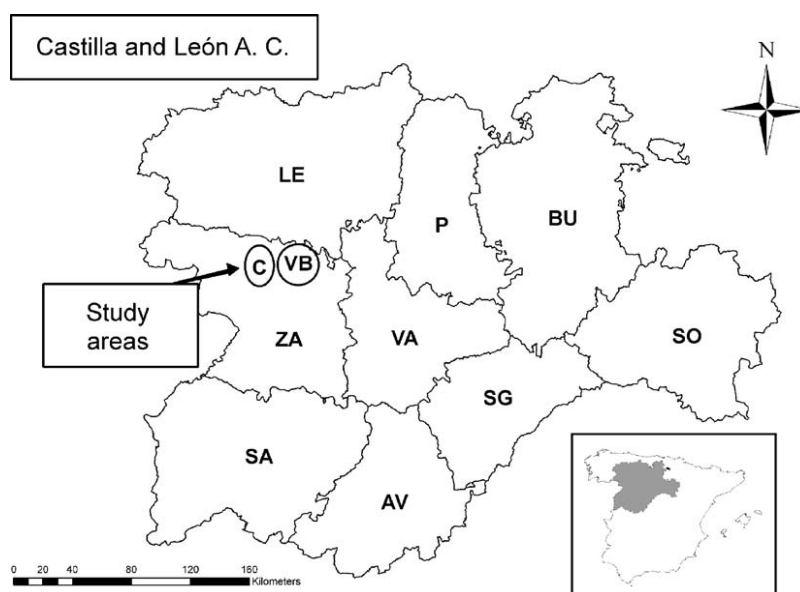 Castilla and León A. C.
N
LE
P
BU
C
VB
Study
areas
ZA
VA
SO
SG
SA
AV
0 20 40 80 120 160
Kilometers